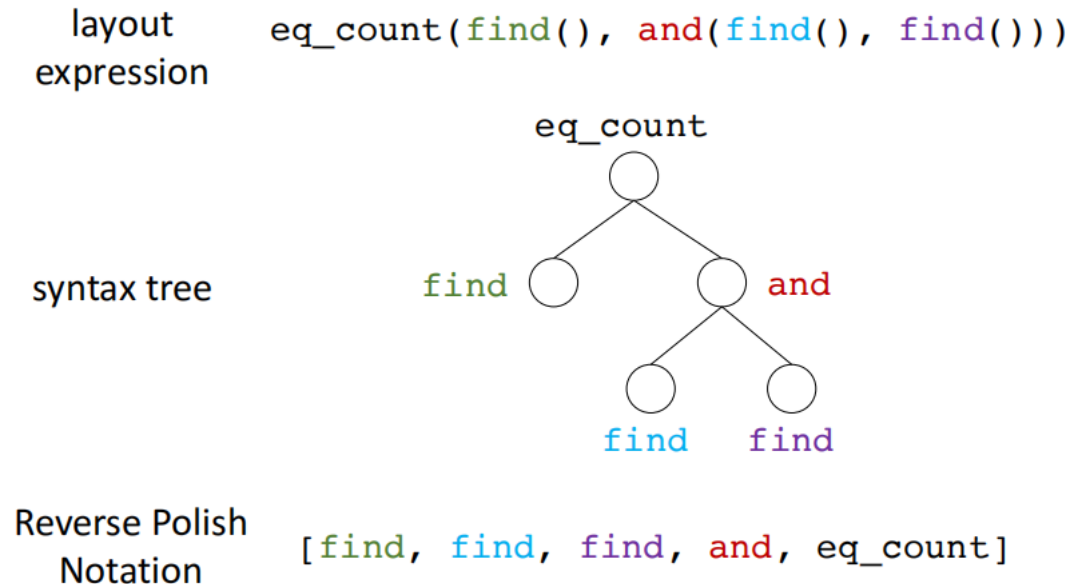 layout
expression
eq_count(find(), and(find(), find()))
eq_count
syntax tree
find
and
find
find
Reverse Polish
Notation
[find, find, find, and, eq_count]